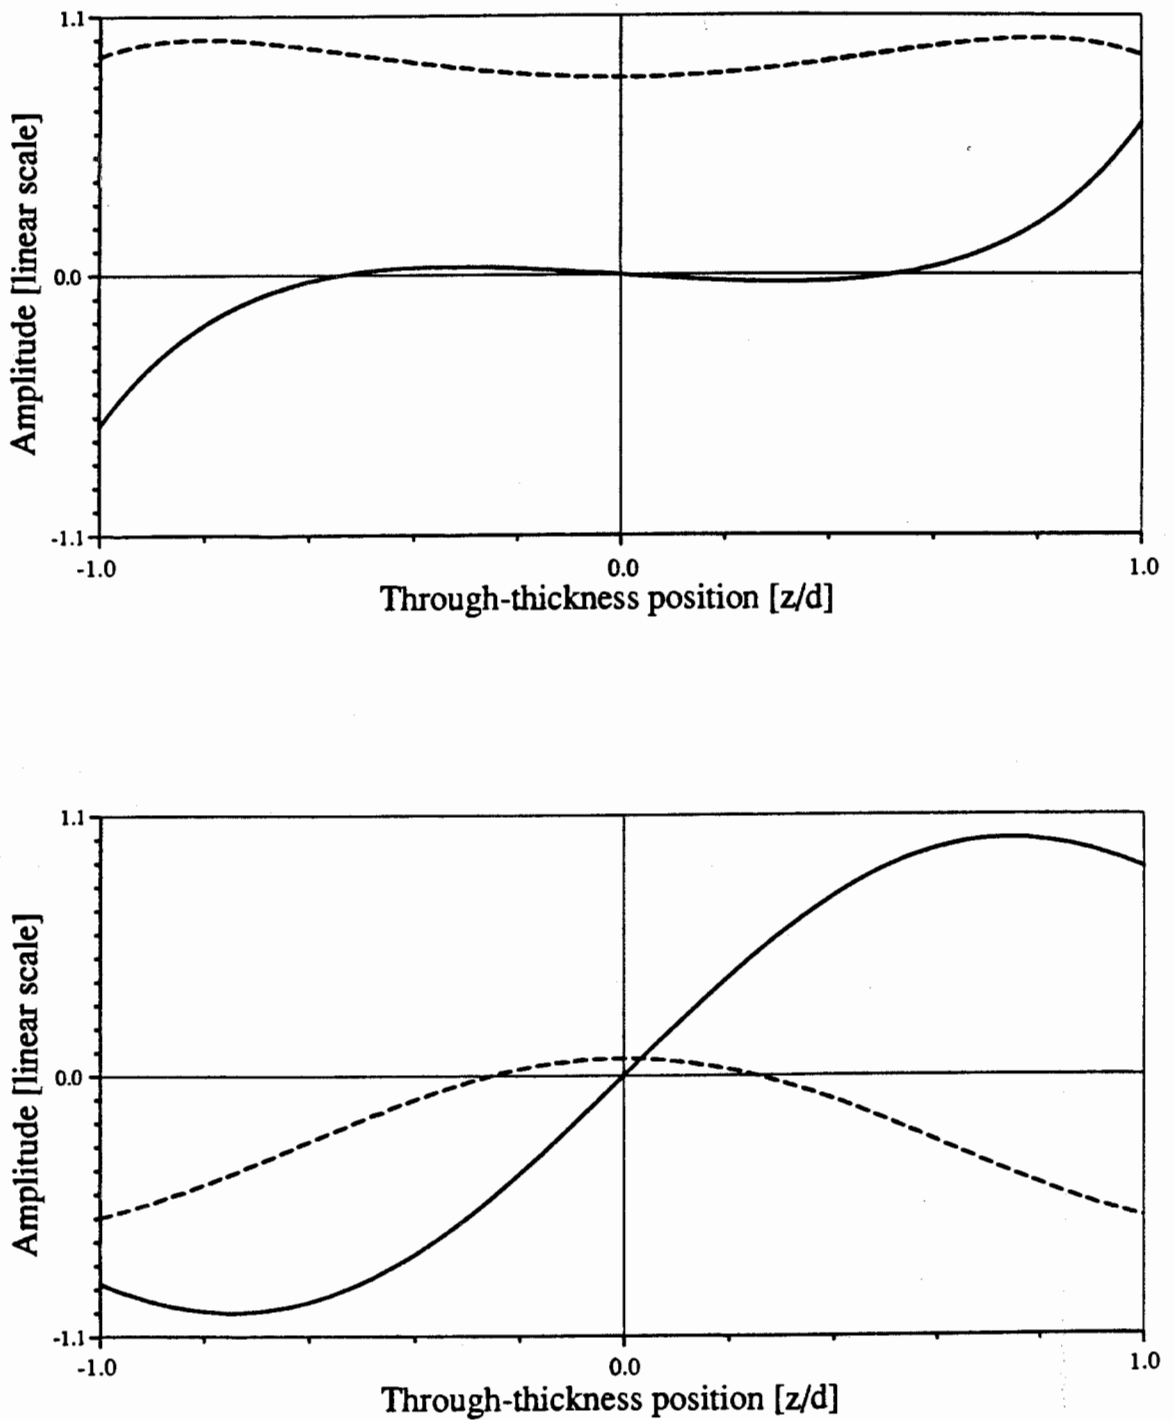 1.1
Amplitude [linear scale]
0.0
-1.1
-1.0 0.0 1.0
Through-thickness position [z/d]
1.1
Amplitude [linear scale]
0.0
-1.1
-1.0 0.0 1.0
Through-thickness position [z/d]